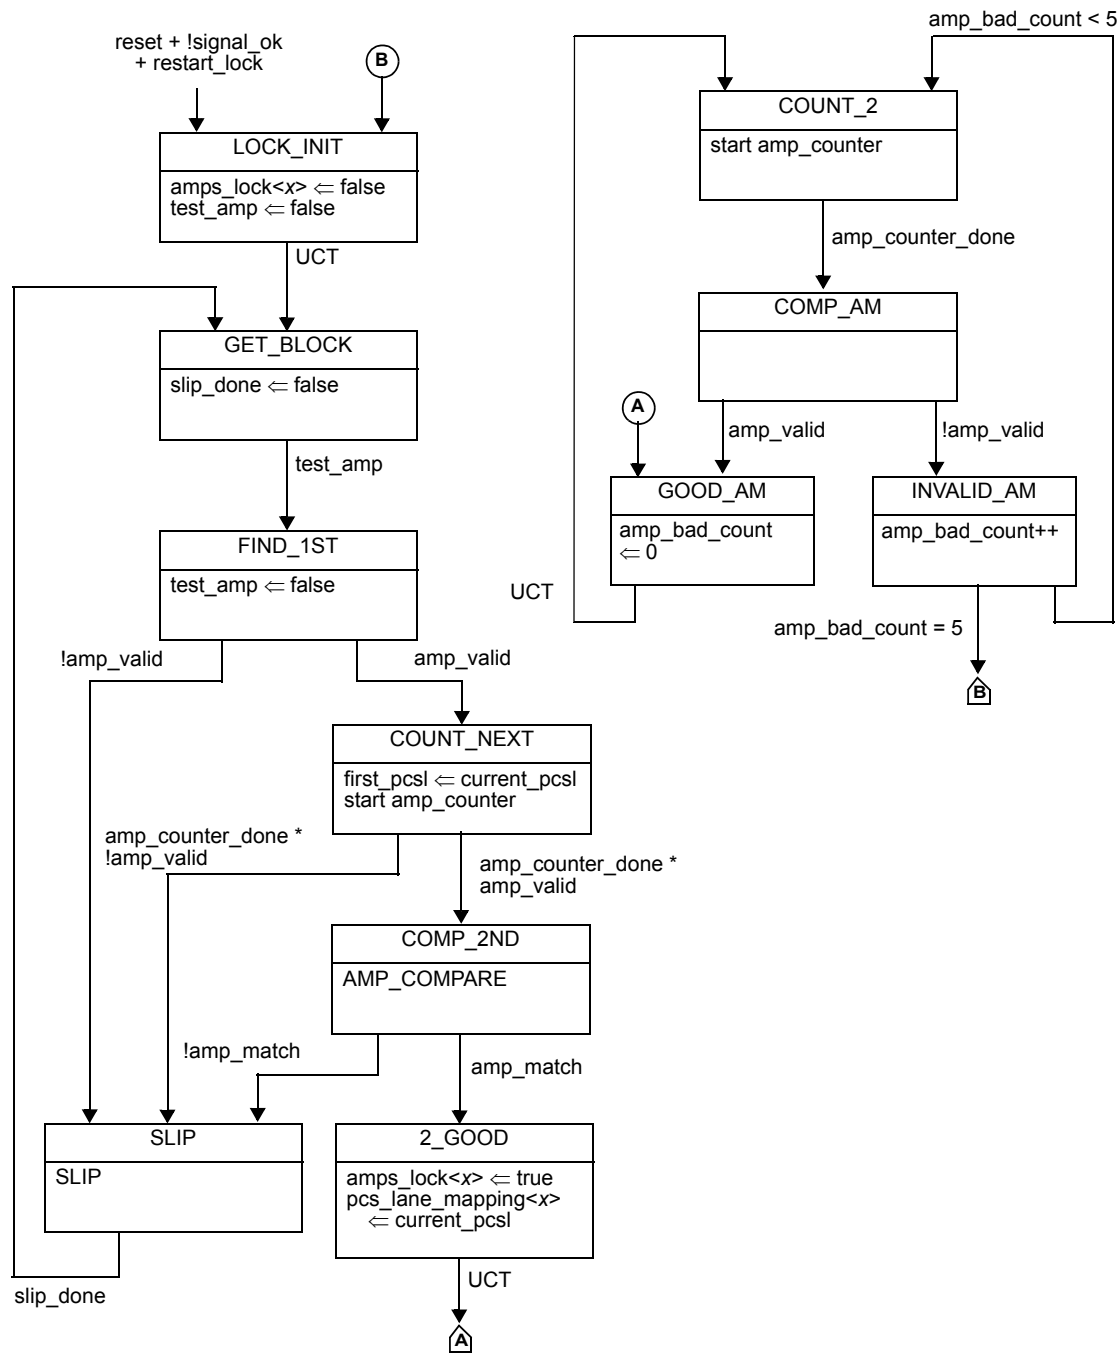 reset + !signal_ok
+ restart_lock
B
LOCK_INIT
amps_lock<x> ⇐ false
test_amp ⇐ false
UCT
GET_BLOCK
slip_done ⇐ false
test_amp
FIND_1ST
test_amp ⇐ false
!amp_valid
amp_valid
COUNT_NEXT
first_pcsl ⇐ current_pcsl
start amp_counter
amp_counter_done *
!amp_valid
amp_counter_done *
amp_valid
COMP_2ND
AMP_COMPARE
!amp_match
amp_match
SLIP
SLIP
slip_done
2_GOOD
amps_lock<x> ⇐ true
pcs_lane_mapping<x>
⇐ current_pcsl
UCT
A
amp_bad_count < 5
COUNT_2
start amp_counter
amp_counter_done
COMP_AM
A
amp_valid
!amp_valid
GOOD_AM
amp_bad_count
⇐ 0
UCT
INVALID_AM
amp_bad_count++
amp_bad_count = 5
B